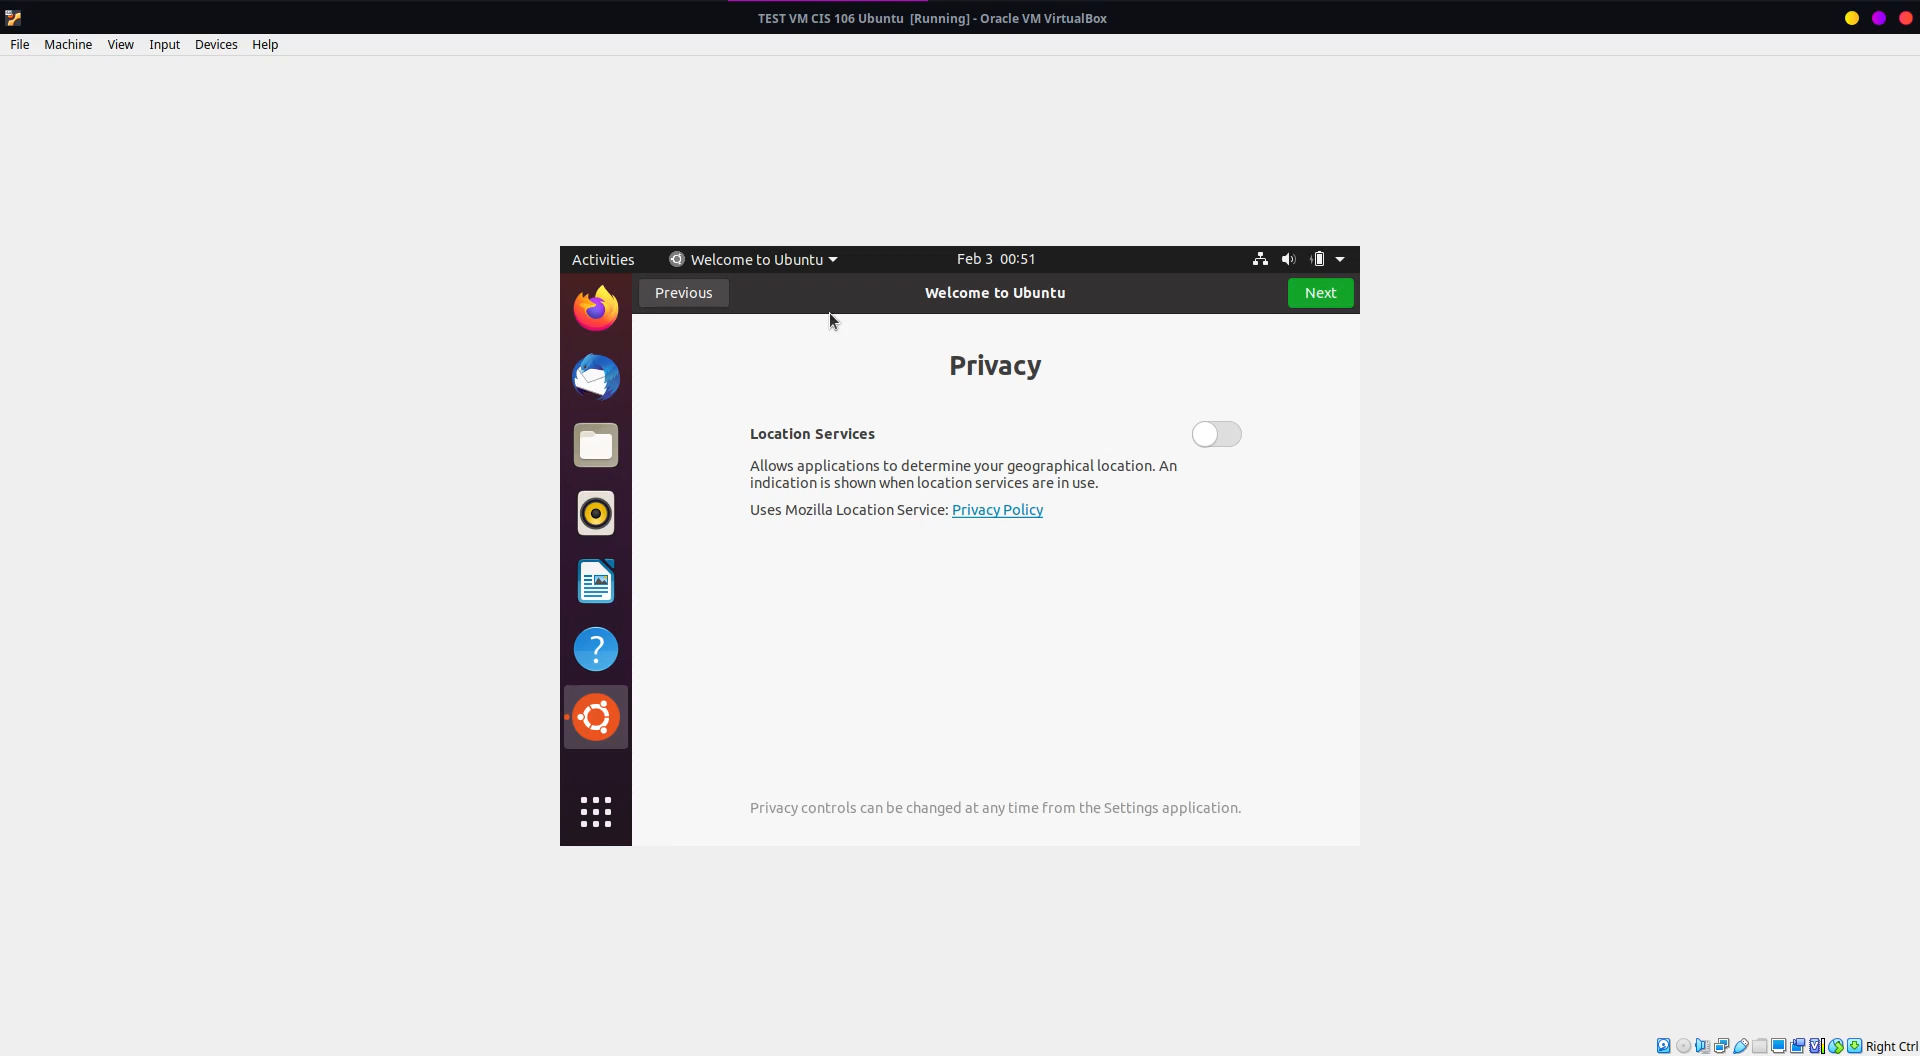 TEST VM CIS 106 Ubuntu [Running] - Oracle VM VirtualBox
File Machine View Input Devices Help
Activities Welcome to Ubuntu Feb 3 00:51
Previous Welcome to Ubuntu Next
Privacy
Location Services
Allows applications to determine your geographical location. An
indication is shown when location services are in use.
Uses Mozilla Location Service: Privacy Policy
Privacy controls can be changed at any time from the Settings application.
Right Ctrl